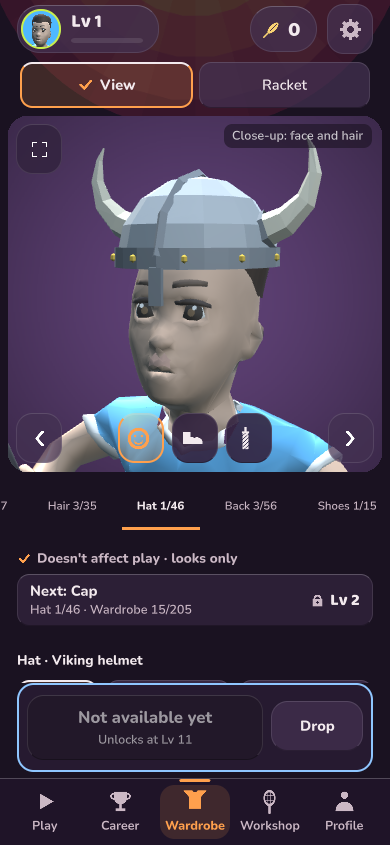 Lv 1
0
View
Racket
Close-up: face and hair
7
Hair 3/35
Hat 1/46
Back 3/56
Shoes 1/15
Doesn't affect play · looks only
Next: Cap
Hat 1/46 · Wardrobe 15/205
Lv 2
Hat · Viking helmet
Not available yet
Unlocks at Lv 11
Drop
Play
Career
Wardrobe
Workshop
Profile